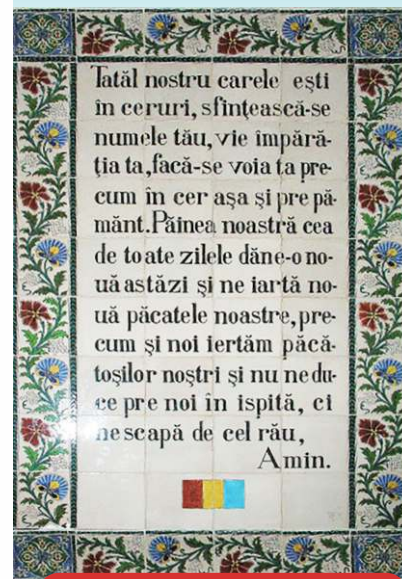 Tatăl nostru carele ești
în ceruri, sfințească-se
numele tău, vie împără-
ția ta, facă-se voia ta pre-
cum în cer așa și pre pă-
mânt. Păinea noastră cea
de toate zilele dăne-o no-
uă astăzi și ne iartă no-
uă păcatele noastre, pre-
cum și noi iertăm păcă-
toșilor noștri și nu ne du-
ce pre noi în ispită, ci
ne scapă de cel rău,
Amin.